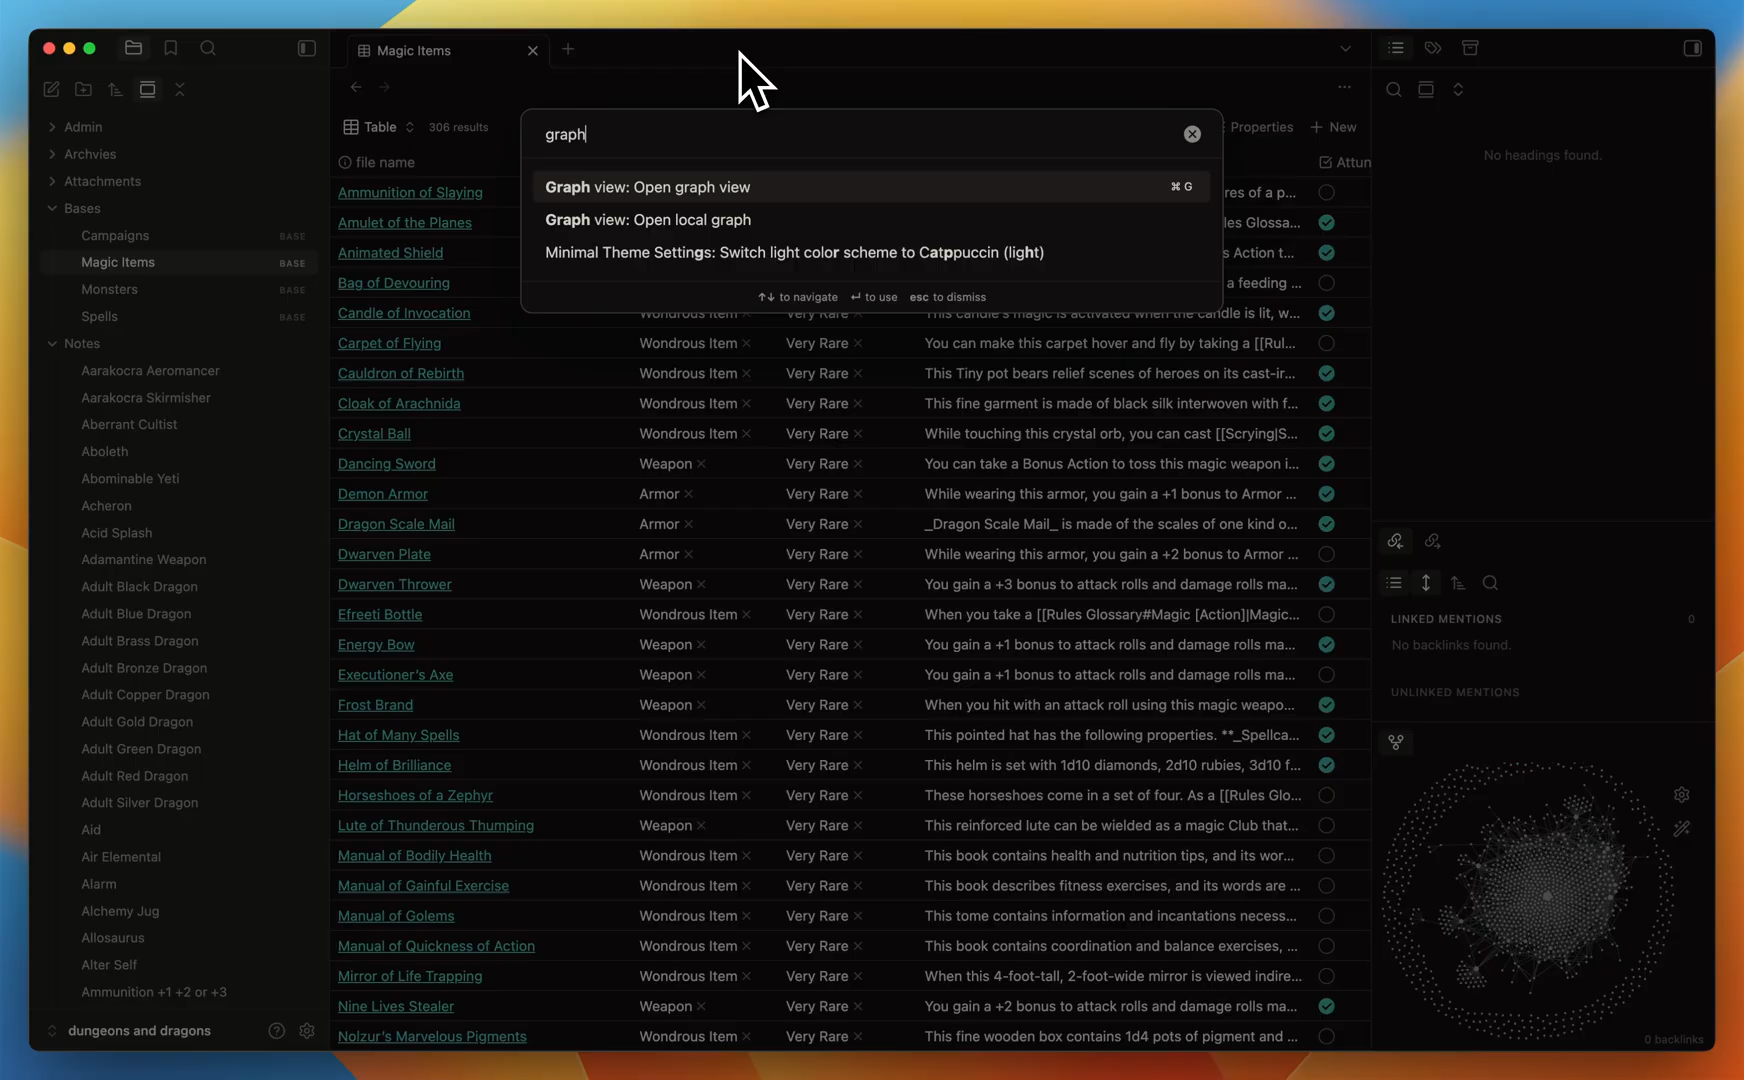 Magic Items
Admin
Archvies
Attachments
Bases
Campaigns BASE
Magic Items BASE
Monsters BASE
Spells BASE
Notes
Aarakocra Aeromancer
Aarakocra Skirmisher
Aberrant Cultist
Aboleth
Abominable Yeti
Acheron
Acid Splash
Adamantine Weapon
Adult Black Dragon
Adult Blue Dragon
Adult Brass Dragon
Adult Bronze Dragon
Adult Copper Dragon
Adult Gold Dragon
Adult Green Dragon
Adult Red Dragon
Adult Silver Dragon
Aid
Air Elemental
Alarm
Alchemy Jug
Allosaurus
Alter Self
Ammunition +1 +2 or +3
dungeons and dragons
Table 306 results
Properties + New
graph
Graph view: Open graph view ⌘ G
Graph view: Open local graph
Minimal Theme Settings: Switch light color scheme to Catppuccin (light)
↑↓ to navigate ↵ to use esc to dismiss
file name Attun
Ammunition of Slaying res of a p...
Amulet of the Planes les Glossa...
Animated Shield s Action t...
Bag of Devouring a feeding ...
Candle of Invocation Wondrous Item Very Rare This candle's magic is activated when the candle is lit, w...
Carpet of Flying Wondrous Item Very Rare You can make this carpet hover and fly by taking a [[Rul...
Cauldron of Rebirth Wondrous Item Very Rare This Tiny pot bears relief scenes of heroes on its cast-ir...
Cloak of Arachnida Wondrous Item Very Rare This fine garment is made of black silk interwoven with f...
Crystal Ball Wondrous Item Very Rare While touching this crystal orb, you can cast [[Scrying|S...
Dancing Sword Weapon Very Rare You can take a Bonus Action to toss this magic weapon i...
Demon Armor Armor Very Rare While wearing this armor, you gain a +1 bonus to Armor ...
Dragon Scale Mail Armor Very Rare _Dragon Scale Mail_ is made of the scales of one kind o...
Dwarven Plate Armor Very Rare While wearing this armor, you gain a +2 bonus to Armor ...
Dwarven Thrower Weapon Very Rare You gain a +3 bonus to attack rolls and damage rolls ma...
Efreeti Bottle Wondrous Item Very Rare When you take a [[Rules Glossary#Magic [Action]|Magic...
Energy Bow Weapon Very Rare You gain a +1 bonus to attack rolls and damage rolls ma...
Executioner's Axe Weapon Very Rare You gain a +1 bonus to attack rolls and damage rolls ma...
Frost Brand Weapon Very Rare When you hit with an attack roll using this magic weapo...
Hat of Many Spells Wondrous Item Very Rare This pointed hat has the following properties. **_Spellca...
Helm of Brilliance Wondrous Item Very Rare This helm is set with 1d10 diamonds, 2d10 rubies, 3d10 f...
Horseshoes of a Zephyr Wondrous Item Very Rare These horseshoes come in a set of four. As a [[Rules Glo...
Lute of Thunderous Thumping Weapon Very Rare This reinforced lute can be wielded as a magic Club that...
Manual of Bodily Health Wondrous Item Very Rare This book contains health and nutrition tips, and its wor...
Manual of Gainful Exercise Wondrous Item Very Rare This book describes fitness exercises, and its words are ...
Manual of Golems Wondrous Item Very Rare This tome contains information and incantations necess...
Manual of Quickness of Action Wondrous Item Very Rare This book contains coordination and balance exercises, ...
Mirror of Life Trapping Wondrous Item Very Rare When this 4-foot-tall, 2-foot-wide mirror is viewed indire...
Nine Lives Stealer Weapon Very Rare You gain a +2 bonus to attack rolls and damage rolls ma...
Nolzur's Marvelous Pigments Wondrous Item Very Rare This fine wooden box contains 1d4 pots of pigment and ...
No headings found.
LINKED MENTIONS 0
No backlinks found.
UNLINKED MENTIONS
0 backlinks